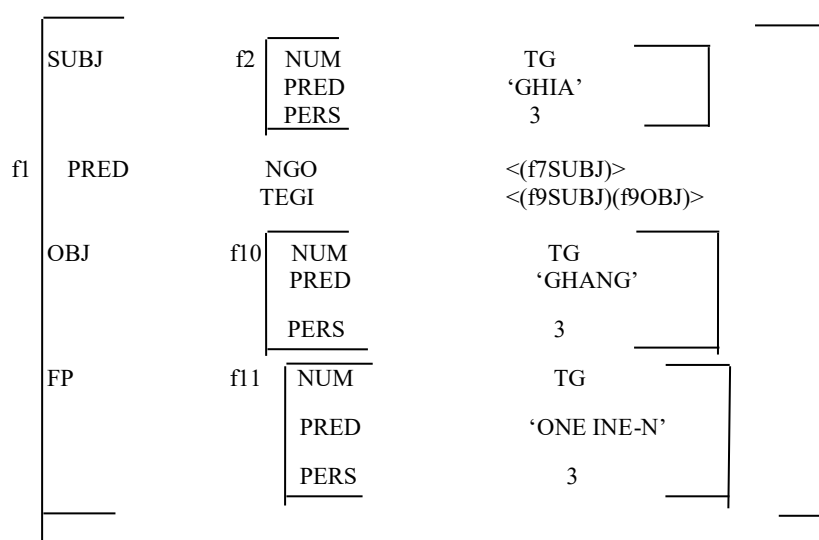 SUBJ f2 NUM TG
PRED ‘GHIA’
PERS 3
f1 PRED NGO <(f7SUBJ)>
TEGI <(f9SUBJ)(f9OBJ)>
OBJ f10 NUM TG
PRED ‘GHANG’
PERS 3
FP f11 NUM TG
PRED ‘ONE INE-N’
PERS 3